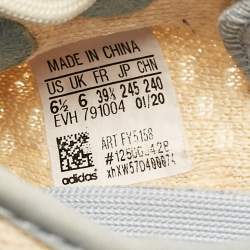 MADE IN CHINA
US UK FR JP CHN
6½ 6 39⅓ 245 240
EVH 791004 01/20
ART FY5158
adidas